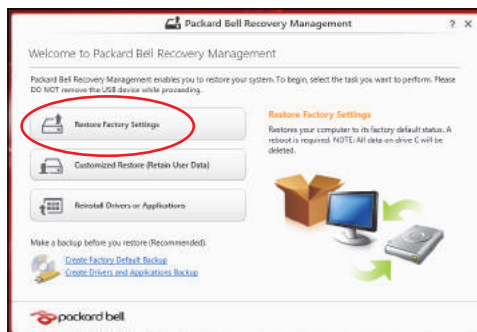 Packard Bell Recovery Management
? ×
Welcome to Packard Bell Recovery Management
Packard Bell Recovery Management enables you to restore your system. To begin, select the task you want to perform. Please
DO NOT remove the USB device while proceeding.
Restore Factory Settings
Customized Restore (Retain User Data)
Reinstall Drivers or Applications
Restore Factory Settings
Restores your computer to its factory default status. A
reboot is required. NOTE: All data on drive C will be
deleted.
Make a backup before you restore (Recommended).
Create Factory Default Backup
Create Drivers and Applications Backup
packard bell